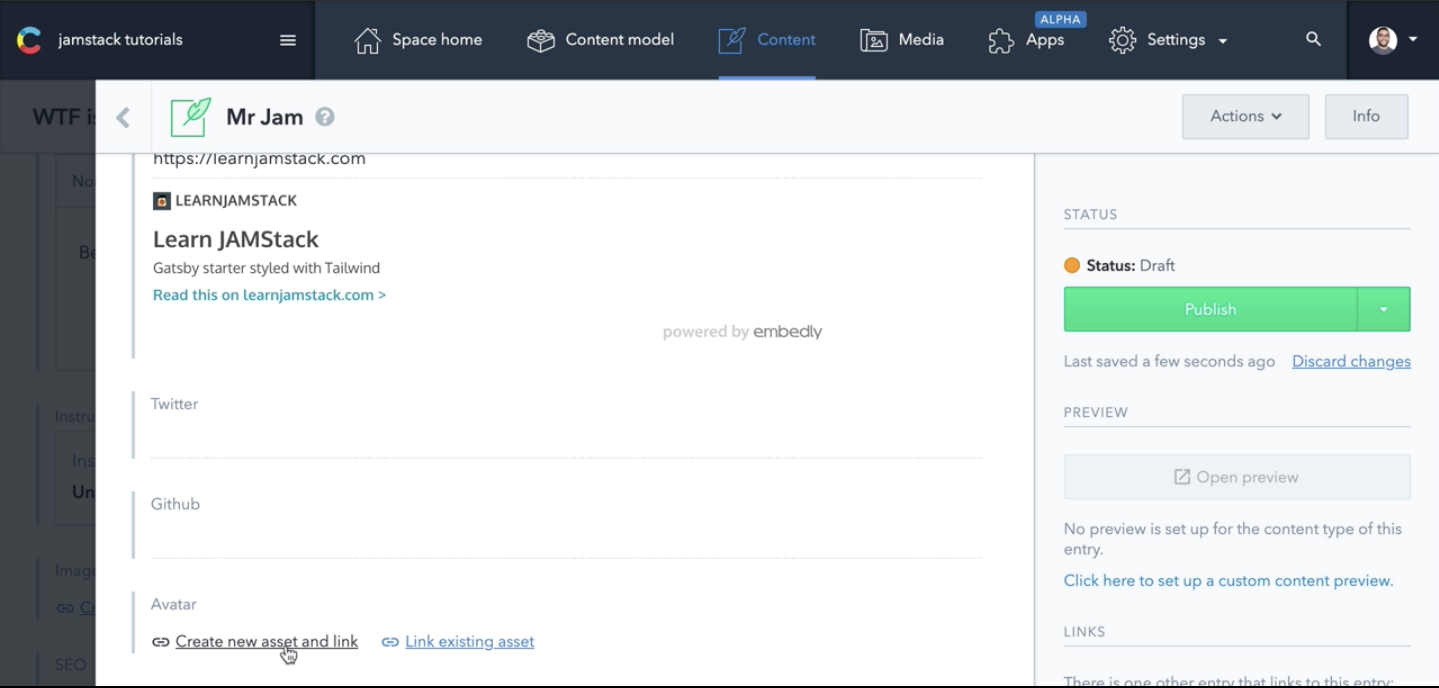 jamstack tutorials
Space home
Content model
Content
Media
ALPHA
Apps
Settings
WTF i
Mr Jam
?
Actions
Info
No
Be
Instru
Ins
Un
Image
Cr
SEO
https://learnjamstack.com
LEARNJAMSTACK
Learn JAMStack
Gatsby starter styled with Tailwind
Read this on learnjamstack.com >
powered by embedly
Twitter
Github
Avatar
Create new asset and link
Link existing asset
STATUS
Status: Draft
Publish
Last saved a few seconds ago Discard changes
PREVIEW
Open preview
No preview is set up for the content type of this
entry.
Click here to set up a custom content preview.
LINKS
There is one other entry that links to this entry: